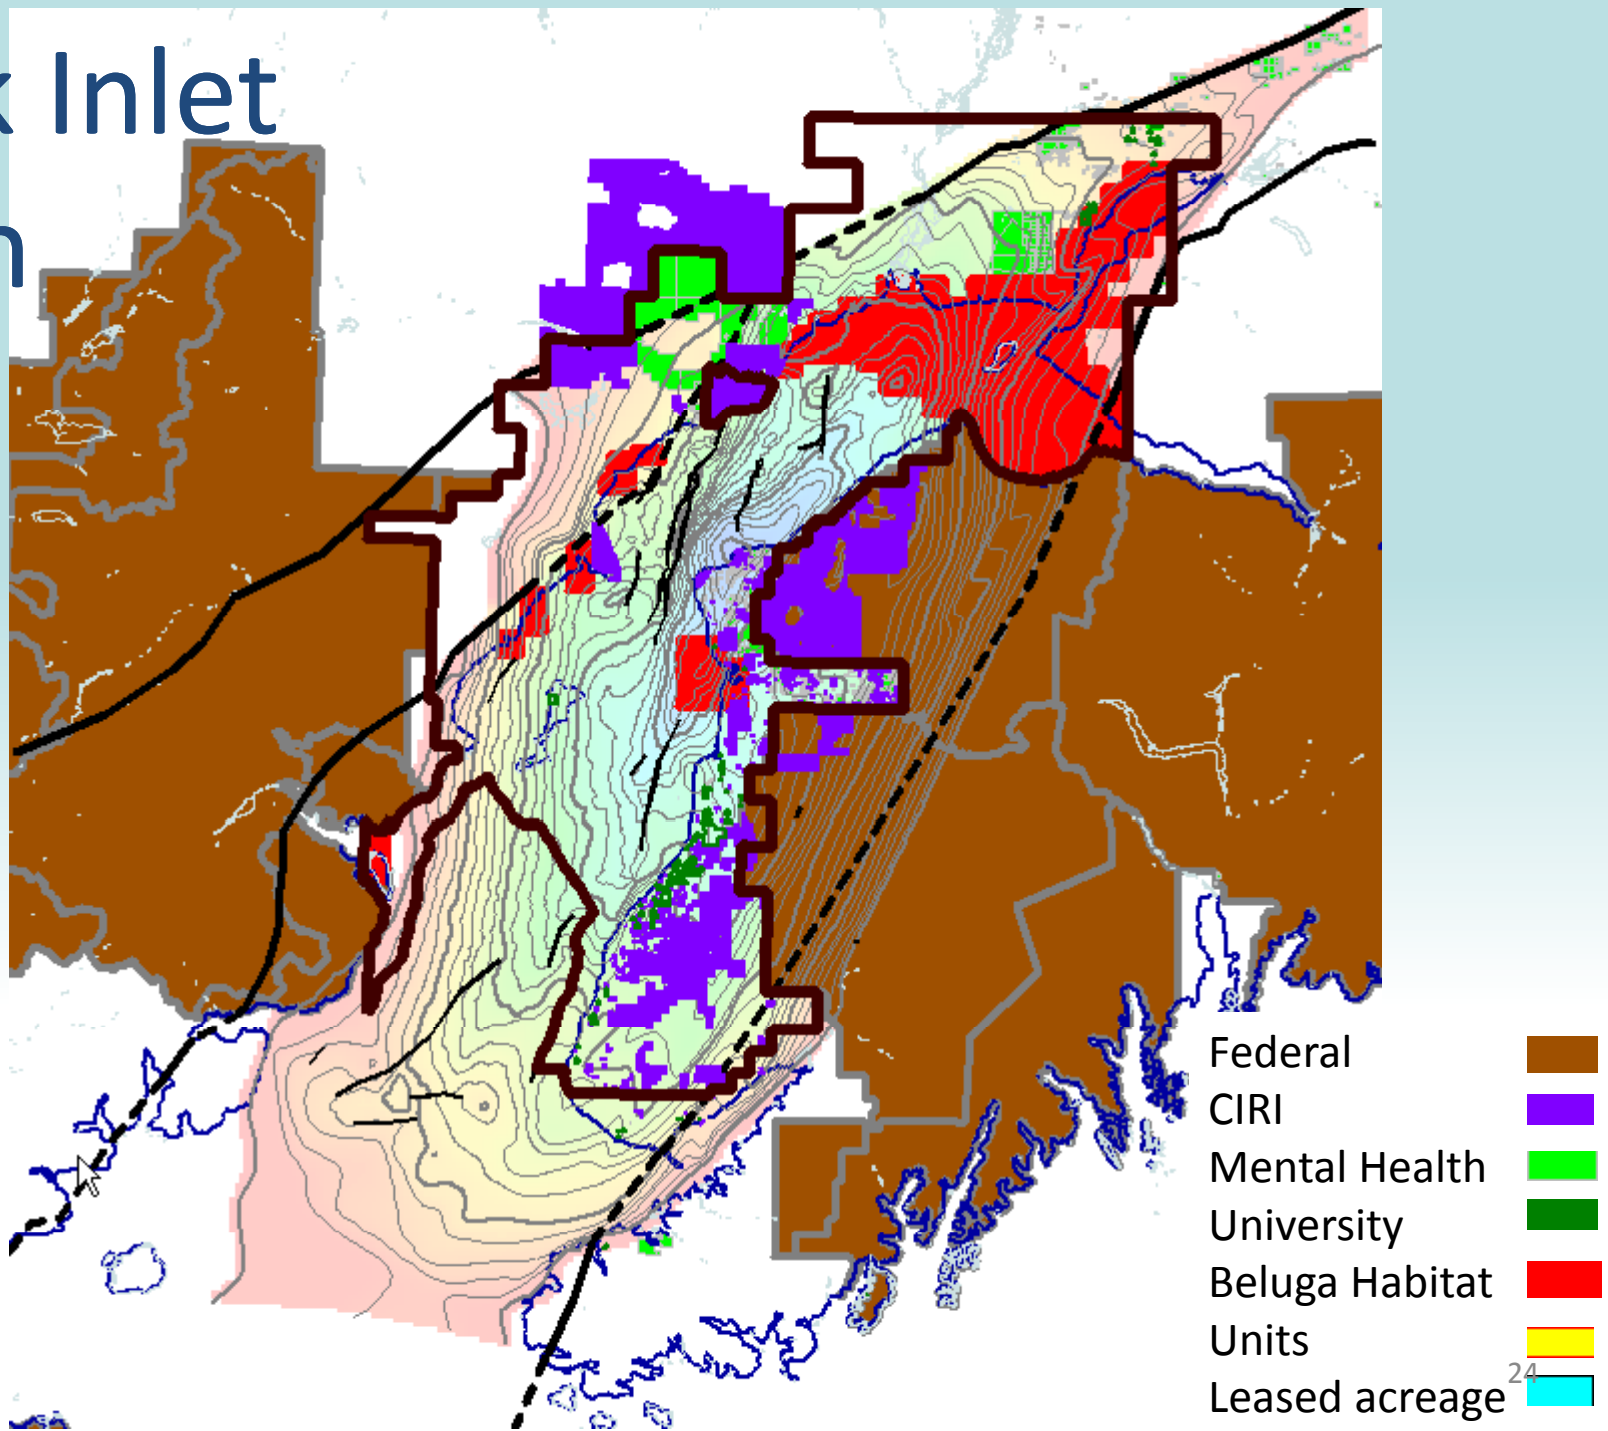 Inlet
Federal
CIRI
Mental Health
University
Beluga Habitat
Units
Leased acreage
24